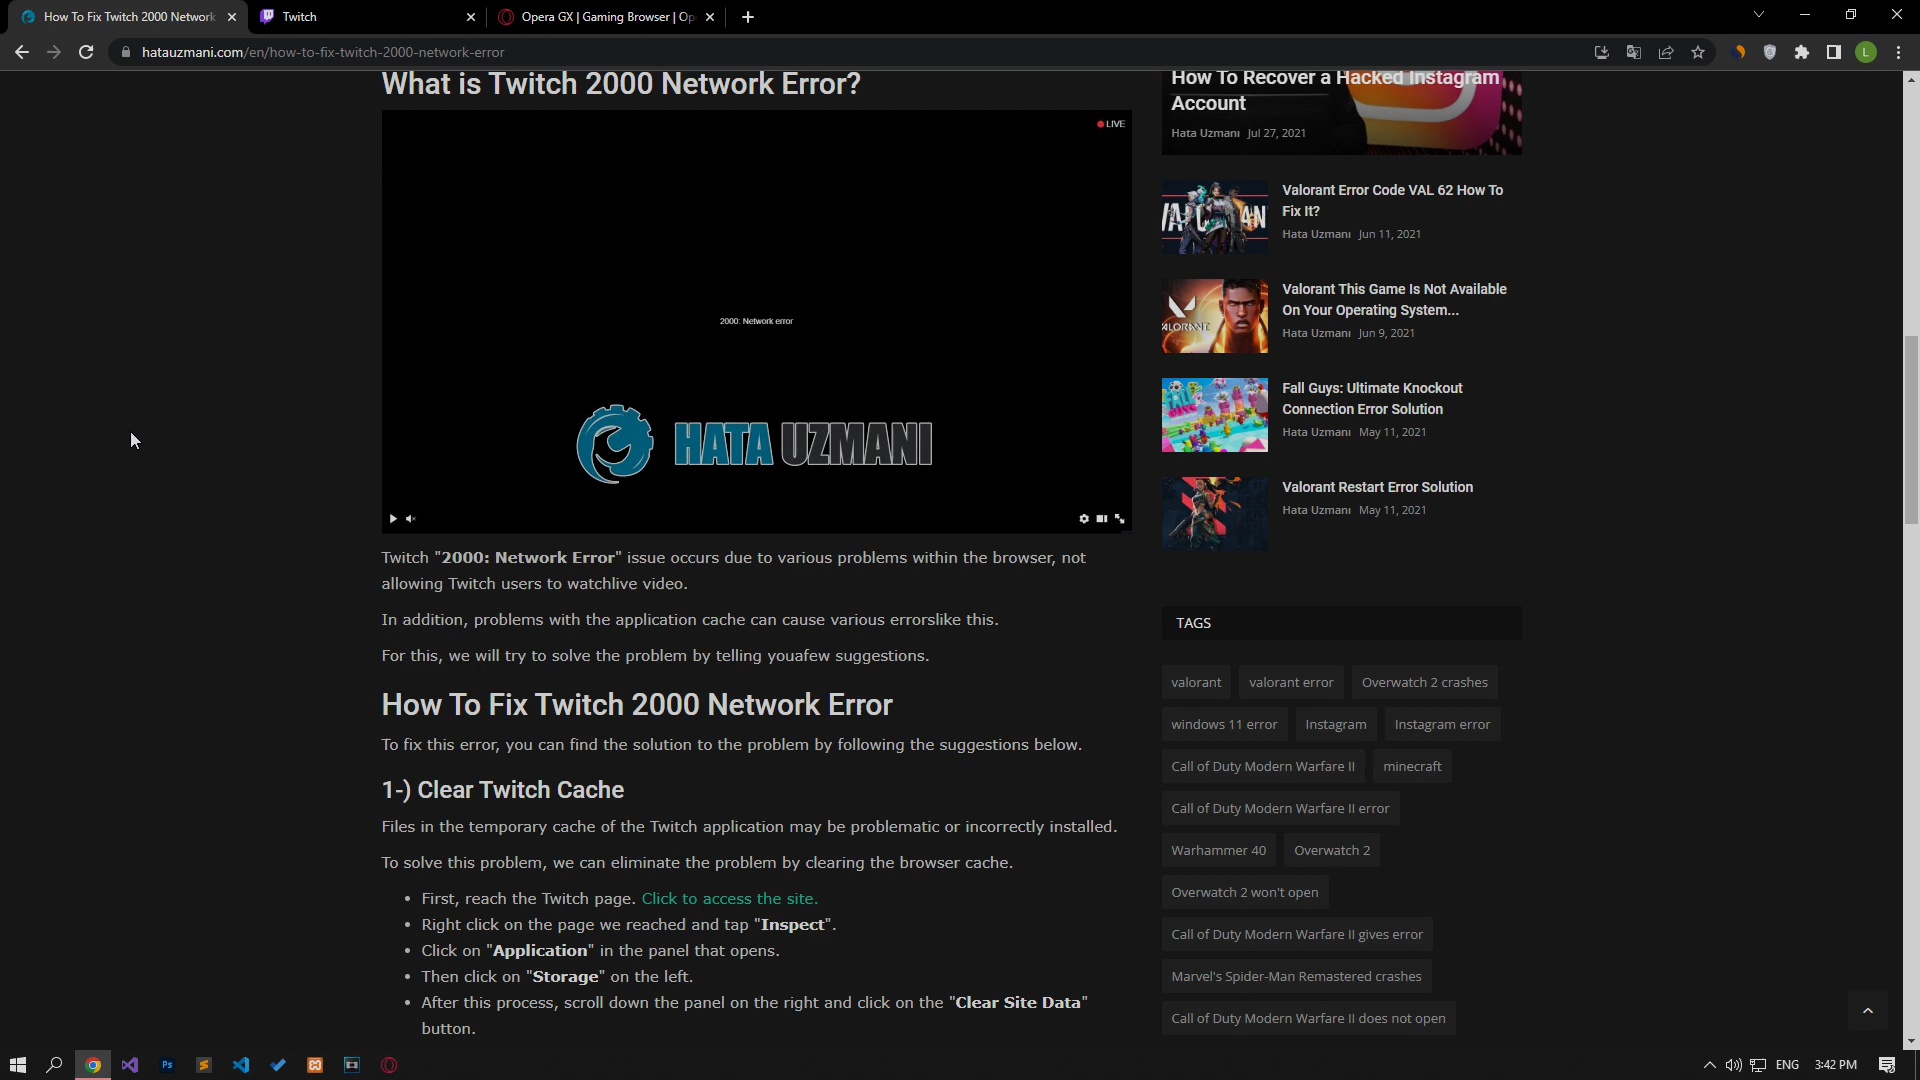 How To Fix Twitch 2000 Network
Twitch
Opera GX | Gaming Browser | Op
hatauzmani.com/en/how-to-fix-twitch-2000-network-error
L
What is Twitch 2000 Network Error?
LIVE
2000: Network error
HATA UZMANI
Twitch "2000: Network Error" issue occurs due to various problems within the browser, not
allowing Twitch users to watchlive video.
In addition, problems with the application cache can cause various errorslike this.
For this, we will try to solve the problem by telling youafew suggestions.
How To Fix Twitch 2000 Network Error
To fix this error, you can find the solution to the problem by following the suggestions below.
1-) Clear Twitch Cache
Files in the temporary cache of the Twitch application may be problematic or incorrectly installed.
To solve this problem, we can eliminate the problem by clearing the browser cache.
• First, reach the Twitch page. Click to access the site.
• Right click on the page we reached and tap "Inspect".
• Click on "Application" in the panel that opens.
• Then click on "Storage" on the left.
• After this process, scroll down the panel on the right and click on the "Clear Site Data"
button.
How To Recover a Hacked Instagram
Account
Hata Uzmanı Jul 27, 2021
Valorant Error Code VAL 62 How To
Fix It?
Hata Uzmanı Jun 11, 2021
VALORANT
Valorant This Game Is Not Available
On Your Operating System...
Hata Uzmanı Jun 9, 2021
Fall Guys: Ultimate Knockout
Connection Error Solution
Hata Uzmanı May 11, 2021
Valorant Restart Error Solution
Hata Uzmanı May 11, 2021
TAGS
valorant
valorant error
Overwatch 2 crashes
windows 11 error
Instagram
Instagram error
Call of Duty Modern Warfare II
minecraft
Call of Duty Modern Warfare II error
Warhammer 40
Overwatch 2
Overwatch 2 won't open
Call of Duty Modern Warfare II gives error
Marvel's Spider-Man Remastered crashes
Call of Duty Modern Warfare II does not open
Ps
ENG
3:42 PM